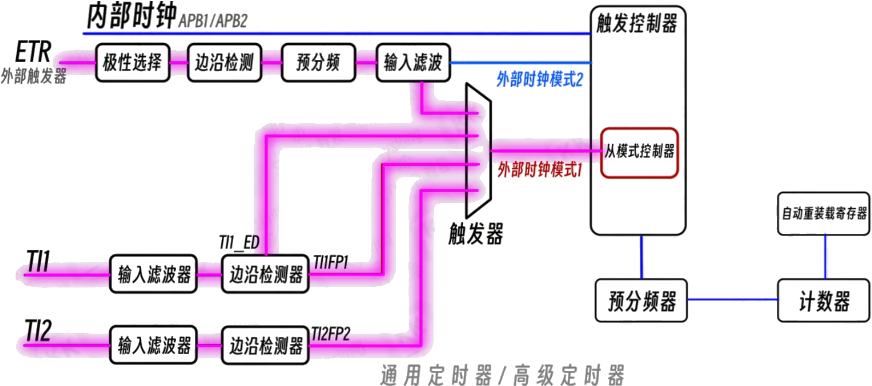 内部时钟 APB1/APB2
触发控制器
ETR
外部触发器
极性选择
边沿检测
预分频
输入滤波
外部时钟模式2
从模式控制器
外部时钟模式1
触发器
自动重装载寄存器
TI1_ED
TI1
输入滤波器
边沿检测器
TI1FP1
预分频器
计数器
TI2
输入滤波器
边沿检测器
TI2FP2
通用定时器/高级定时器